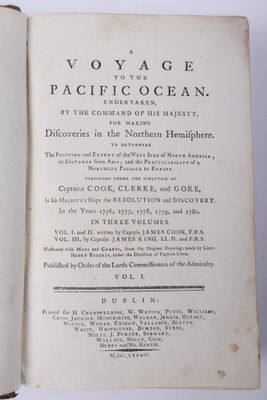 A
VOYAGE
TO THE
PACIFIC OCEAN.
UNDERTAKEN,
BY THE COMMAND OF HIS MAJESTY,
FOR MAKING
Discoveries in the Northern Hemisphere.
TO DETERMINE
The POSITION and EXTENT of the WEST SIDE of NORTH AMERICA;
its DISTANCE from ASIA; and the PRACTICABILITY of a
NORTHERN PASSAGE to EUROPE.
PERFORMED UNDER THE DIRECTION OF
Captains COOK, CLERKE, and GORE,
In his MAJESTY's Ships the RESOLUTION and DISCOVERY.
In the Years 1776, 1777, 1778, 1779, and 1780.
IN THREE VOLUMES.
VOL. I. and II. written by Captain JAMES COOK, F.R.S.
VOL. III. by Captain JAMES KING, LL. D. and F.R.S.
Illustrated with MAPS and CHARTS, from the Original Drawings made by Lieut.
HENRY ROBERTS, under the Direction of Captain COOK.
Published by Order of the Lords Commissioners of the Admiralty.
VOL. I.
DUBLIN:
Printed for H. CHAMBERLAINE, W. WATSON, POTTS, WILLIAMS,
CROSS, JACKSON, MONCRIEFFE, WALKER, JENKIN, BURNET,
WILSON, WOGAN, EXSHAW, VALLANCE, BEATTY,
WHITE, WHITESTONE, BURTON, BYRNE,
MILLS, J. PORTER, STEWART,
WALLACE, HOLEY, CASH,
HERRY and MC. KENZIE.
M,DCC,LXXXIV.